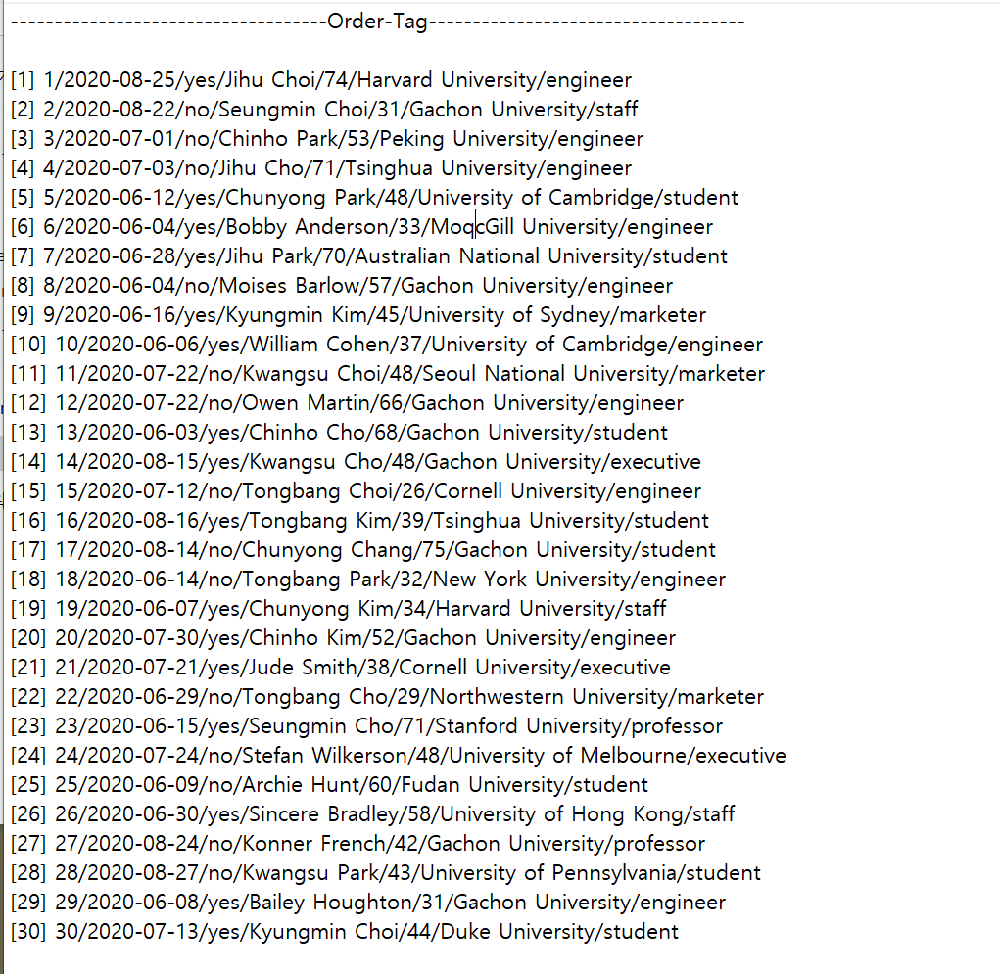 ------------------------------------Order-Tag------------------------------------
[1] 1/2020-08-25/yes/Jihu Choi/74/Harvard University/engineer
[2] 2/2020-08-22/no/Seungmin Choi/31/Gachon University/staff
[3] 3/2020-07-01/no/Chinho Park/53/Peking University/engineer
[4] 4/2020-07-03/no/Jihu Cho/71/Tsinghua University/engineer
[5] 5/2020-06-12/yes/Chunyong Park/48/University of Cambridge/student
[6] 6/2020-06-04/yes/Bobby Anderson/33/MoqcGill University/engineer
[7] 7/2020-06-28/yes/Jihu Park/70/Australian National University/student
[8] 8/2020-06-04/no/Moises Barlow/57/Gachon University/engineer
[9] 9/2020-06-16/yes/Kyungmin Kim/45/University of Sydney/marketer
[10] 10/2020-06-06/yes/William Cohen/37/University of Cambridge/engineer
[11] 11/2020-07-22/no/Kwangsu Choi/48/Seoul National University/marketer
[12] 12/2020-07-22/no/Owen Martin/66/Gachon University/engineer
[13] 13/2020-06-03/yes/Chinho Cho/68/Gachon University/student
[14] 14/2020-08-15/yes/Kwangsu Cho/48/Gachon University/executive
[15] 15/2020-07-12/no/Tongbang Choi/26/Cornell University/engineer
[16] 16/2020-08-16/yes/Tongbang Kim/39/Tsinghua University/student
[17] 17/2020-08-14/no/Chunyong Chang/75/Gachon University/student
[18] 18/2020-06-14/no/Tongbang Park/32/New York University/engineer
[19] 19/2020-06-07/yes/Chunyong Kim/34/Harvard University/staff
[20] 20/2020-07-30/yes/Chinho Kim/52/Gachon University/engineer
[21] 21/2020-07-21/yes/Jude Smith/38/Cornell University/executive
[22] 22/2020-06-29/no/Tongbang Cho/29/Northwestern University/marketer
[23] 23/2020-06-15/yes/Seungmin Cho/71/Stanford University/professor
[24] 24/2020-07-24/no/Stefan Wilkerson/48/University of Melbourne/executive
[25] 25/2020-06-09/no/Archie Hunt/60/Fudan University/student
[26] 26/2020-06-30/yes/Sincere Bradley/58/University of Hong Kong/staff
[27] 27/2020-08-24/no/Konner French/42/Gachon University/professor
[28] 28/2020-08-27/no/Kwangsu Park/43/University of Pennsylvania/student
[29] 29/2020-06-08/yes/Bailey Houghton/31/Gachon University/engineer
[30] 30/2020-07-13/yes/Kyungmin Choi/44/Duke University/student